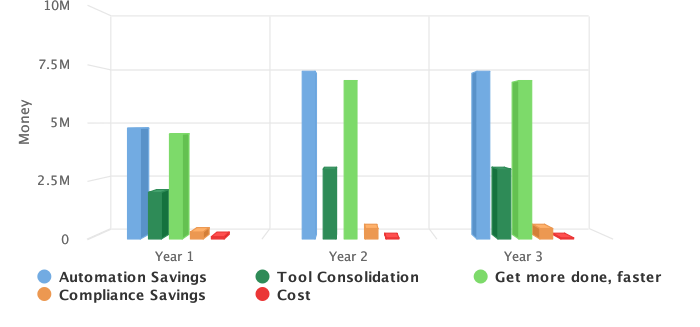 10M
7.5M
5M
2.5M
0
Money
Year 1
Year 2
Year 3
Automation Savings
Tool Consolidation
Get more done, faster
Compliance Savings
Cost